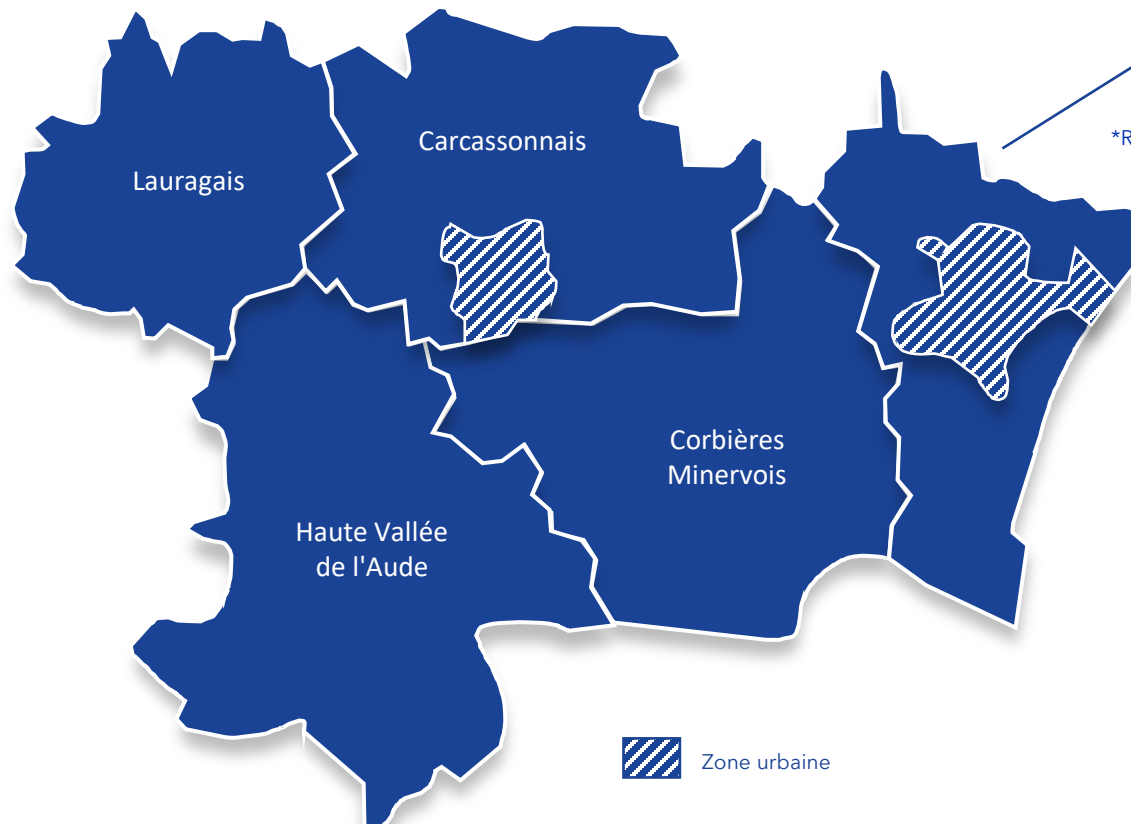 Carcassonnais
*R
Lauragais
Corbières
Minervois
Haute Vallée
de l'Aude
Zone urbaine